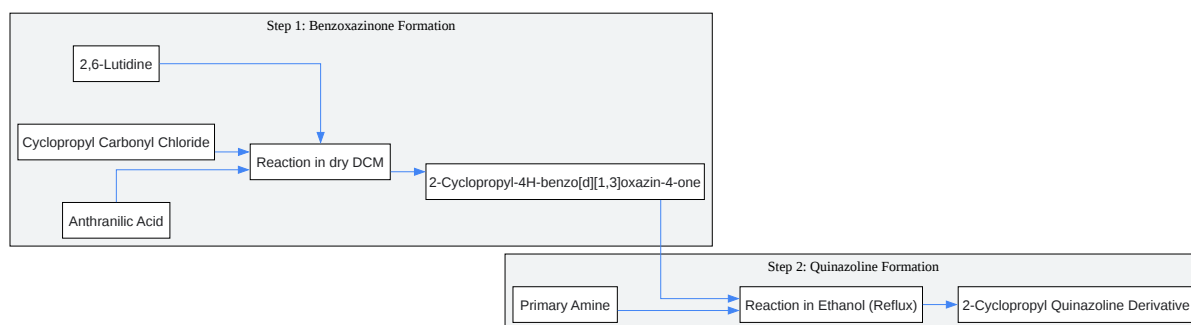 Step 1: Benzoxazinone Formation
2,6-Lutidine
Cyclopropyl Carbonyl Chloride
Reaction in dry DCM
2-Cyclopropyl-4H-benzo[d][1,3]oxazin-4-one
Anthranilic Acid
Step 2: Quinazoline Formation
Primary Amine
Reaction in Ethanol (Reflux)
2-Cyclopropyl Quinazoline Derivative